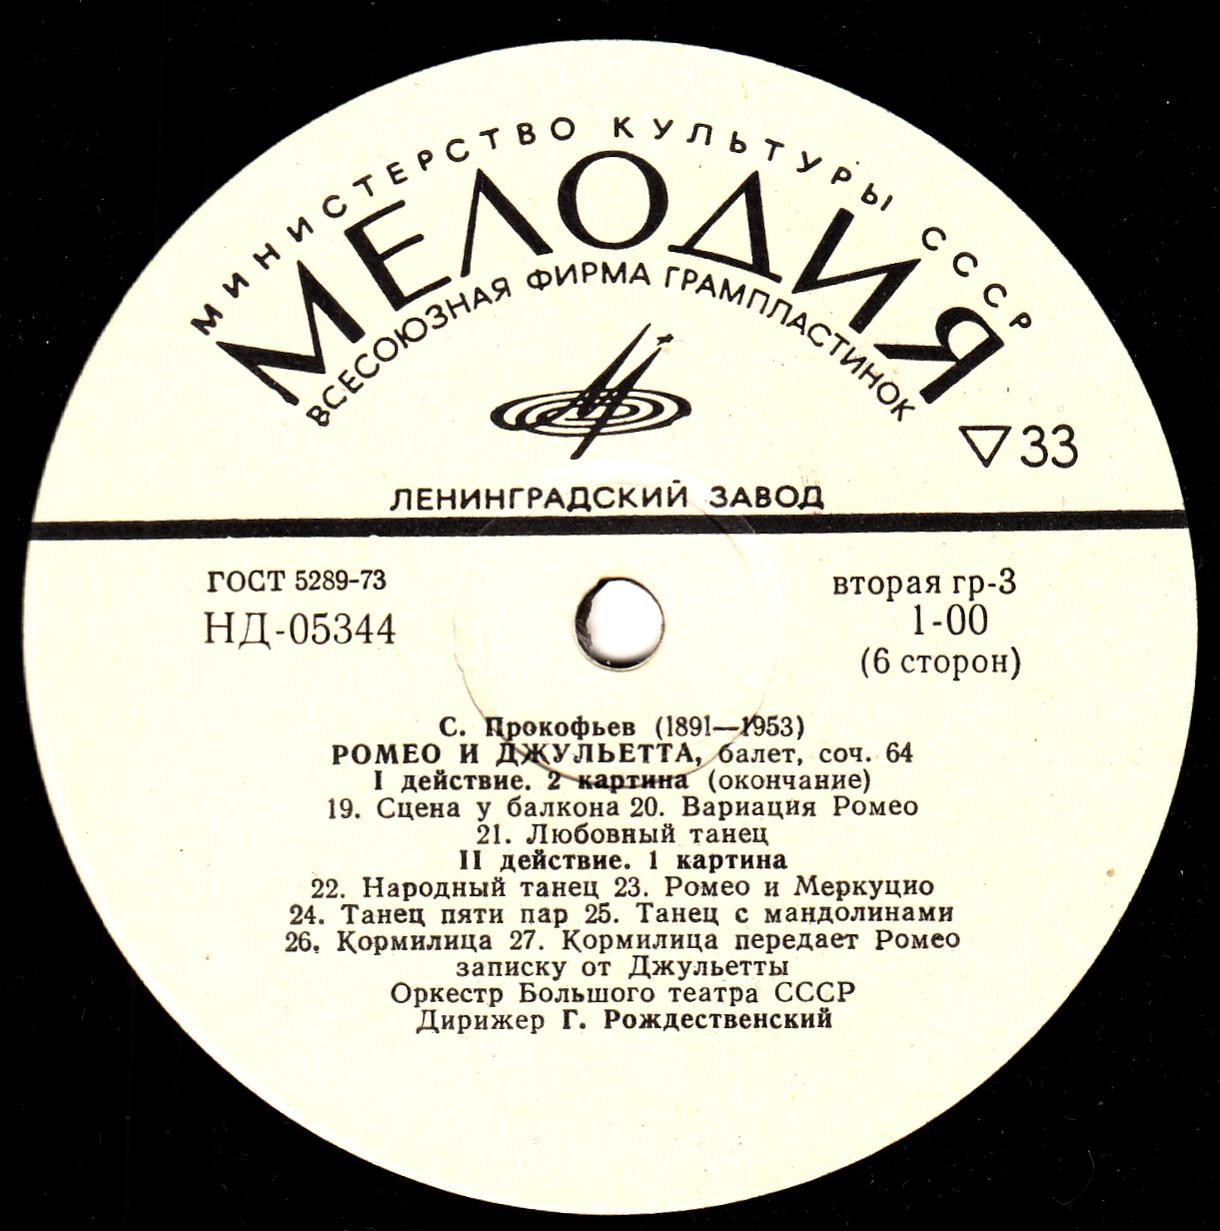 МИНИСТЕРСТВО КУЛЬТУРЫ СССР
МЕЛОДИЯ
ВСЕСОЮЗНАЯ ФИРМА ГРАМПЛАСТИНОК
33
ЛЕНИНГРАДСКИЙ ЗАВОД
ГОСТ 5289-73
вторая гр-3
НД-05344
1-00
(6 сторон)
С. Прокофьев (1891—1953)
РОМЕО И ДЖУЛЬЕТТА, балет, соч. 64
I действие. 2 картина (окончание)
19. Сцена у балкона 20. Вариация Ромео
21. Любовный танец
II действие. 1 картина
22. Народный танец 23. Ромео и Меркуцио
24. Танец пяти пар 25. Танец с мандолинами
26. Кормилица 27. Кормилица передает Ромео
записку от Джульетты
Оркестр Большого театра СССР
Дирижер Г. Рождественский